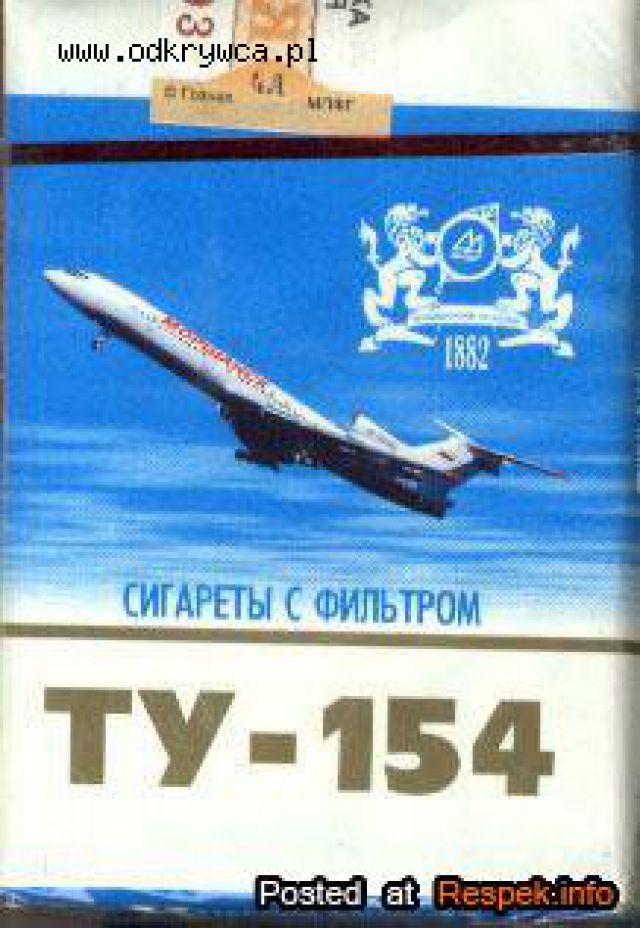 www.odkrywca.pl
1882
СИГАРЕТЫ С ФИЛЬТРОМ
ТУ-154
Posted at Respek.info